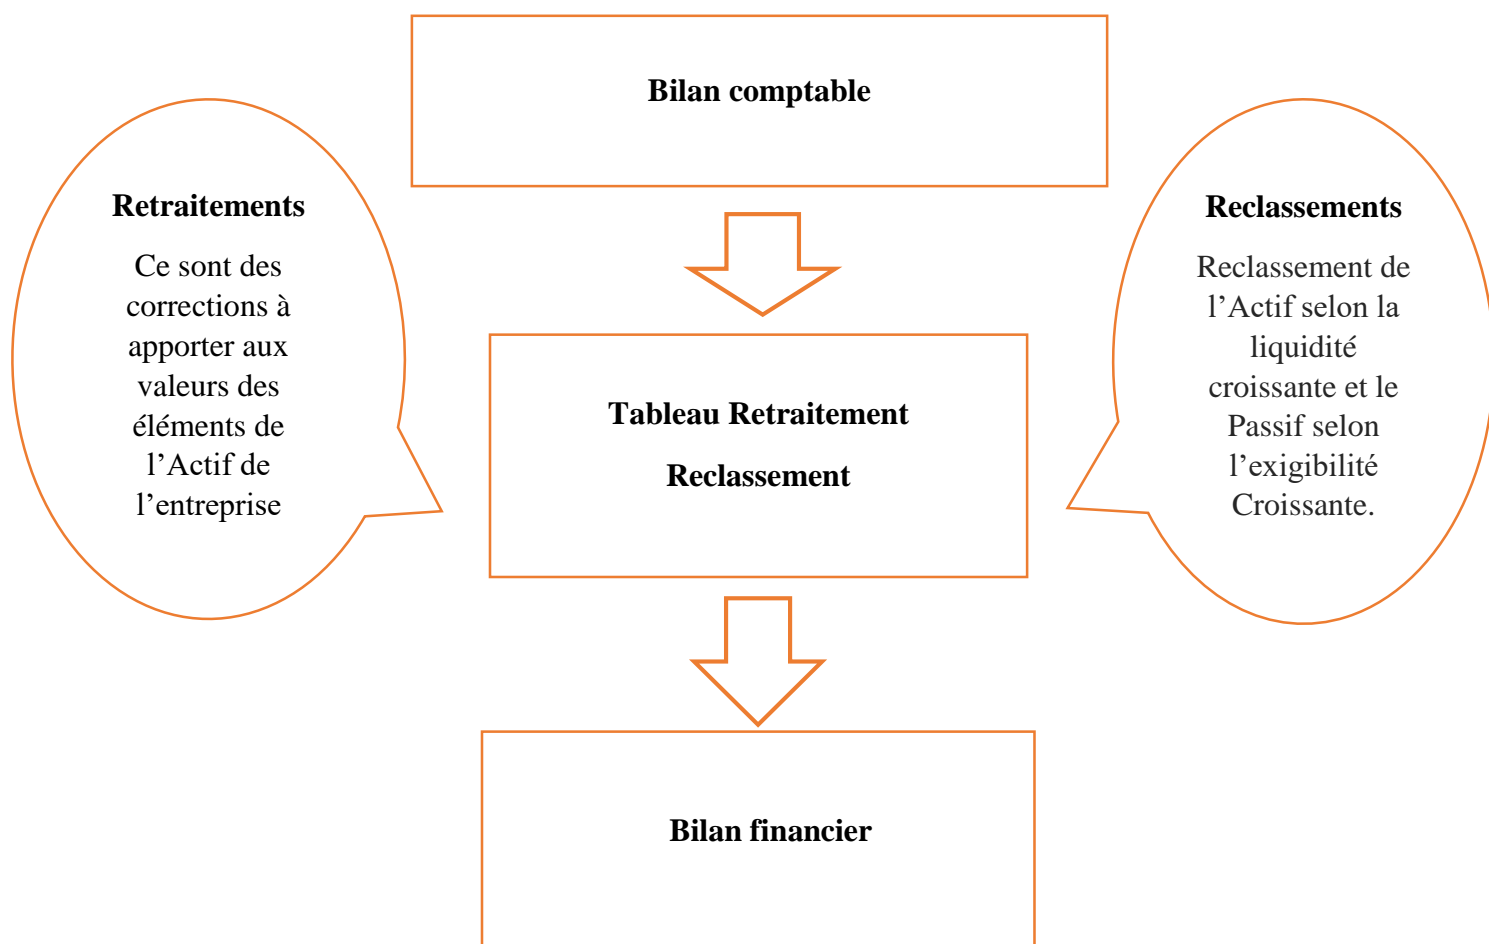 Bilan comptable
Retraitements
Ce sont des
corrections à
apporter aux
valeurs des
éléments de
l’Actif de
l’entreprise
Reclassements
Reclassement de
l’Actif selon la
liquidité
croissante et le
Passif selon
l’exigibilité
Croissante.
Tableau Retraitement
Reclassement
Bilan financier